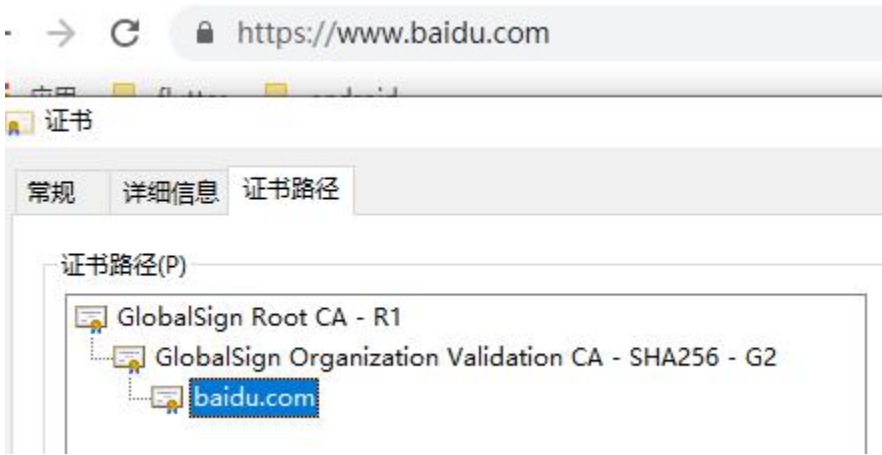 https://www.baidu.com
证书
常规 详细信息 证书路径
证书路径(P)
GlobalSign Root CA - R1
GlobalSign Organization Validation CA - SHA256 - G2
baidu.com